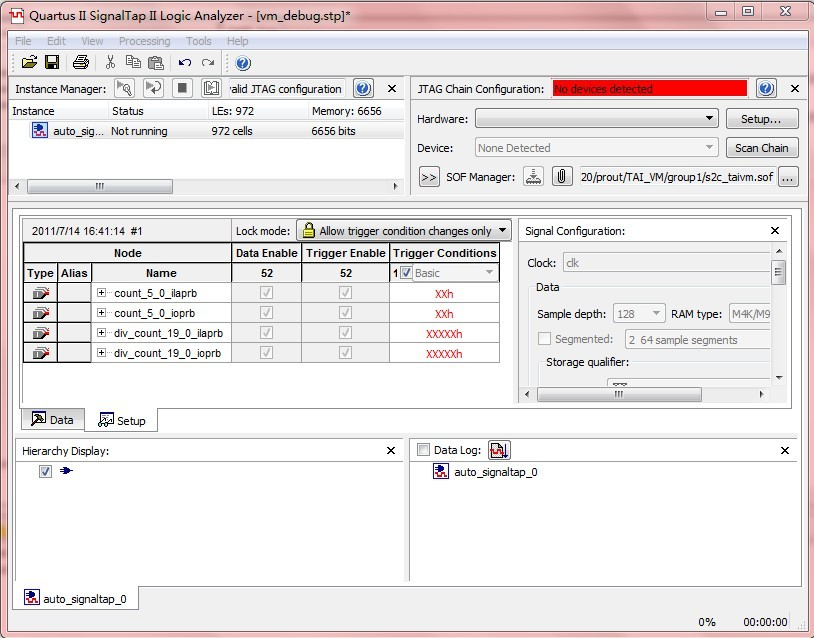 Quartus II SignalTap II Logic Analyzer - [vm_debug.stp]*
File Edit View Processing Tools Help
Instance Manager: valid JTAG configuration
JTAG Chain Configuration: No devices detected
Instance Status LEs: 972 Memory: 6656
auto_sig... Not running 972 cells 6656 bits
Hardware: Setup...
Device: None Detected Scan Chain
>> SOF Manager: 20/prout/TAI_VM/group1/s2c_taivm.sof ...
2011/7/14 16:41:14 #1 Lock mode: Allow trigger condition changes only
Node Data Enable Trigger Enable Trigger Conditions
Type Alias Name 52 52 1 Basic
count_5_0_ilaprb XXh
count_5_0_ioprb XXh
div_count_19_0_ilaprb XXXXXh
div_count_19_0_ioprb XXXXXh
Signal Configuration:
Clock: clk
Data
Sample depth: 128 RAM type: M4K/M9
Segmented: 2 64 sample segments
Storage qualifier:
Data Setup
Hierarchy Display:
Data Log:
auto_signaltap_0
auto_signaltap_0
0% 00:00:00